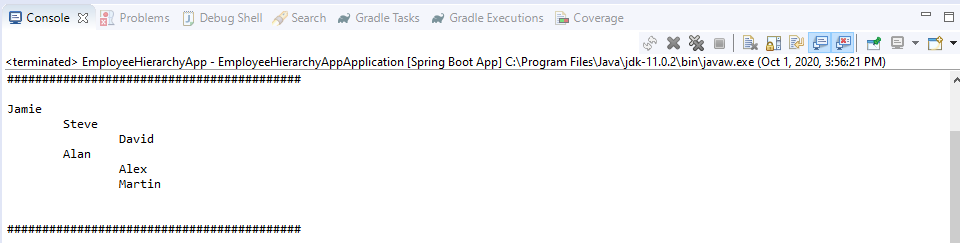 Console Problems Debug Shell Search Gradle Tasks Gradle Executions Coverage
<terminated> EmployeeHierarchyApp - EmployeeHierarchyAppApplication [Spring Boot App] C:\Program Files\Java\jdk-11.0.2\bin\javaw.exe (Oct 1, 2020, 3:56:21 PM)
##########################################
Jamie
Steve
David
Alan
Alex
Martin
##########################################